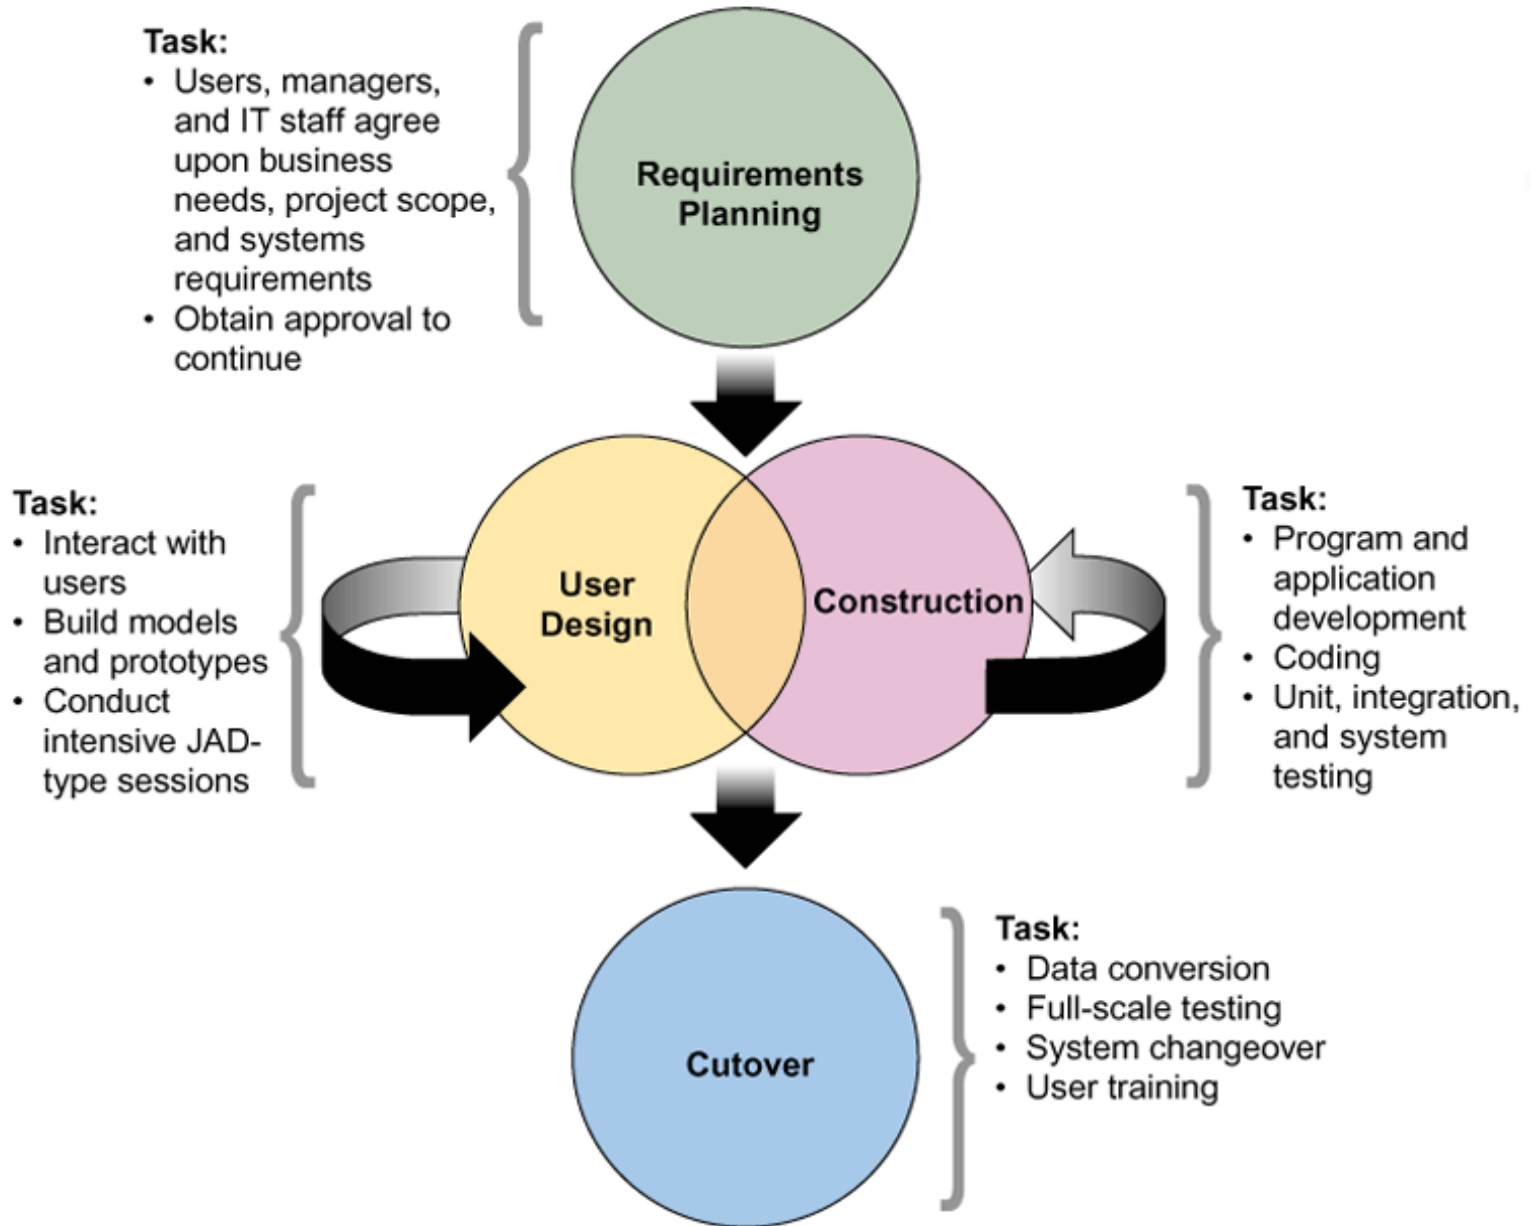 Task:
• Users, managers,
and IT staff agree
upon business
needs, project scope,
and systems
requirements
• Obtain approval to
continue
Requirements
Planning
Task:
• Interact with
users
• Build models
and prototypes
• Conduct
intensive JAD-
type sessions
User
Design
Construction
Task:
• Program and
application
development
• Coding
• Unit, integration,
and system
testing
Cutover
Task:
• Data conversion
• Full-scale testing
• System changeover
• User training